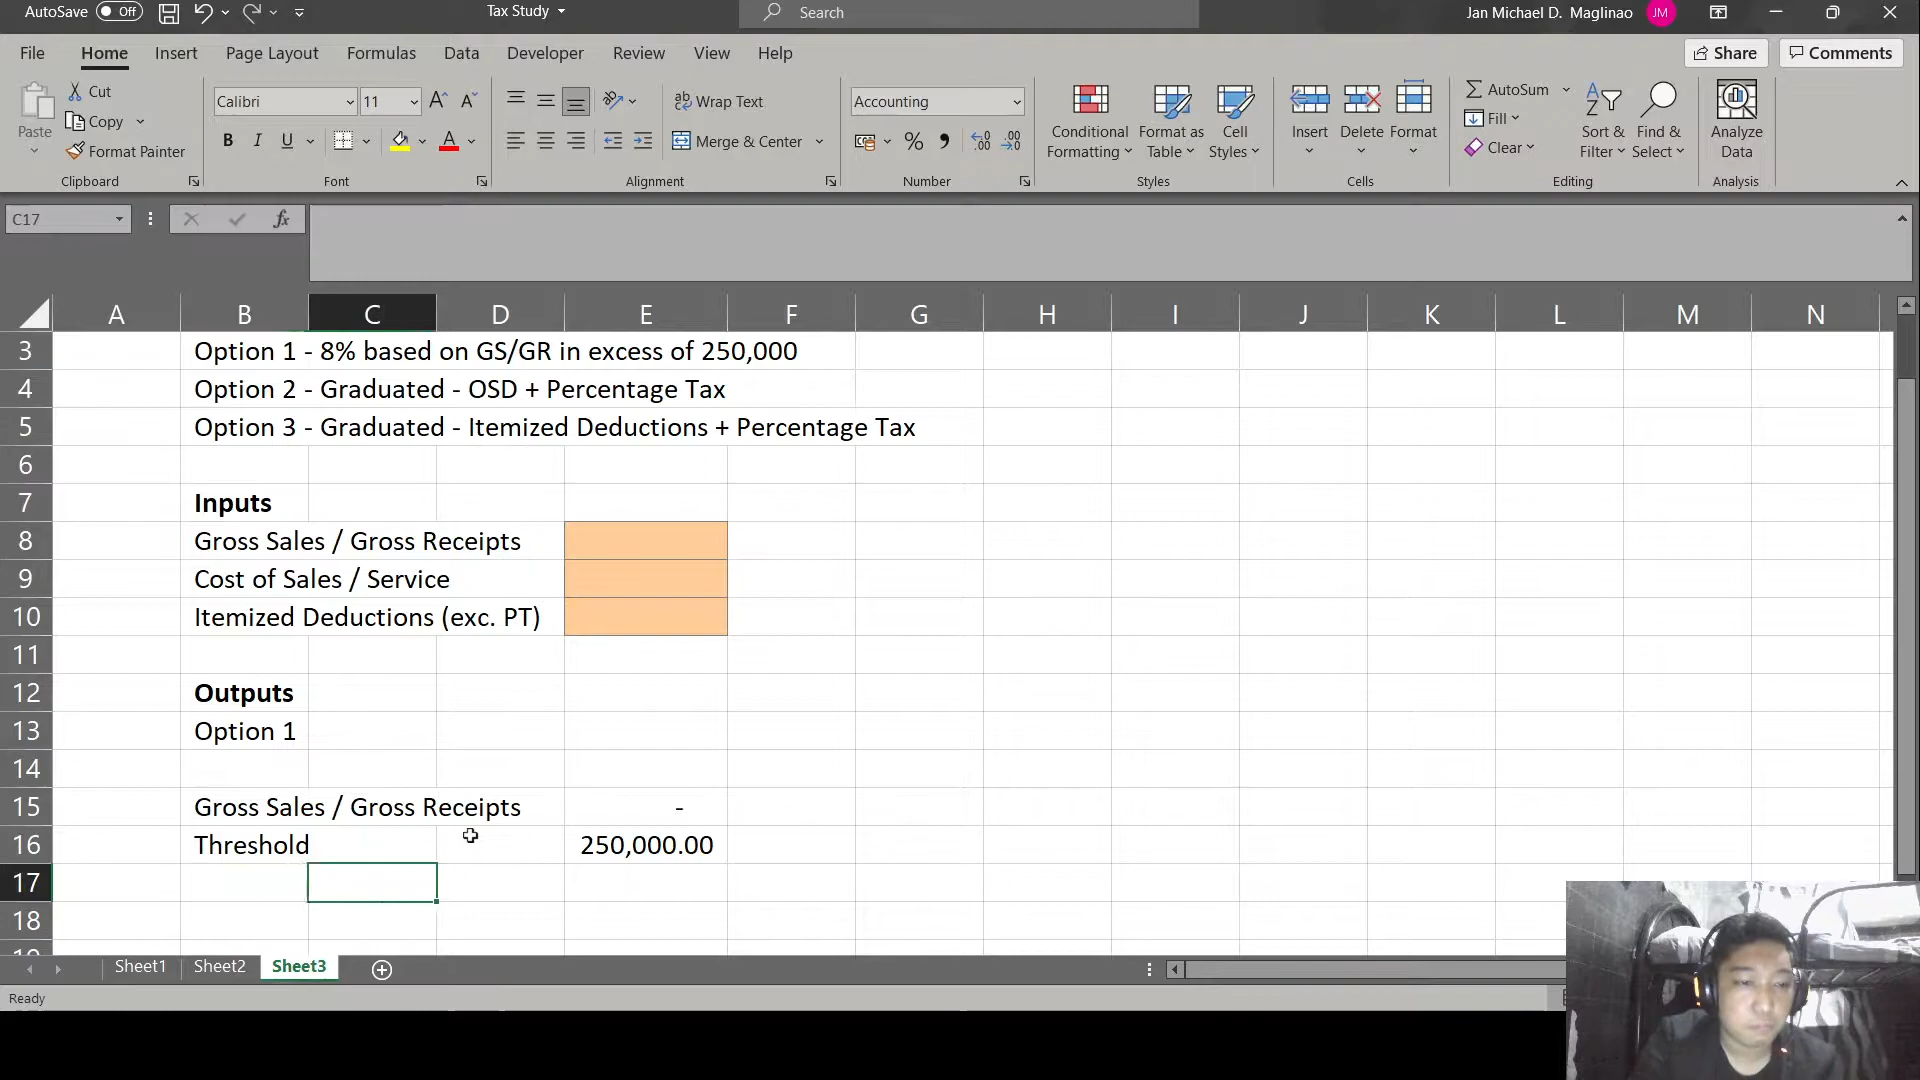 AutoSave Off Tax Study Search Jan Michael D. Maglinao JM
File Home Insert Page Layout Formulas Data Developer Review View Help Share Comments
Paste Cut Copy Format Painter
Calibri 11 B I U A
Wrap Text Merge & Center
Accounting %
Conditional Formatting Format as Table Cell Styles
Insert Delete Format
AutoSum Fill Clear Sort & Filter Find & Select
Analyze Data
Clipboard Font Alignment Number Styles Cells Editing Analysis
C17 fx
A B C D E F G H I J K L M N
3 Option 1 - 8% based on GS/GR in excess of 250,000
4 Option 2 - Graduated - OSD + Percentage Tax
5 Option 3 - Graduated - Itemized Deductions + Percentage Tax
6
7 Inputs
8 Gross Sales / Gross Receipts
9 Cost of Sales / Service
10 Itemized Deductions (exc. PT)
11
12 Outputs
13 Option 1
14
15 Gross Sales / Gross Receipts -
16 Threshold 250,000.00
17
18
Sheet1 Sheet2 Sheet3
Ready